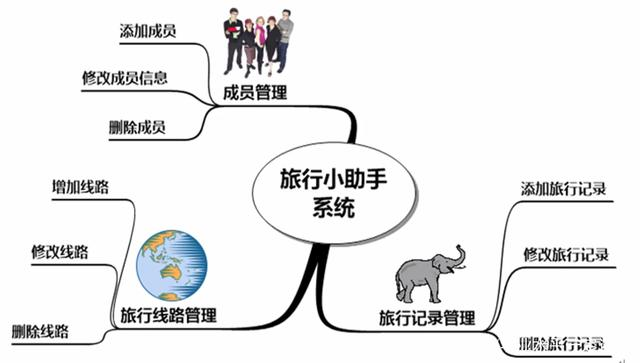 添加成员
修改成员信息
删除成员
成员管理
旅行小助手
系统
增加线路
修改线路
删除线路
旅行线路管理
添加旅行记录
修改旅行记录
删除旅行记录
旅行记录管理